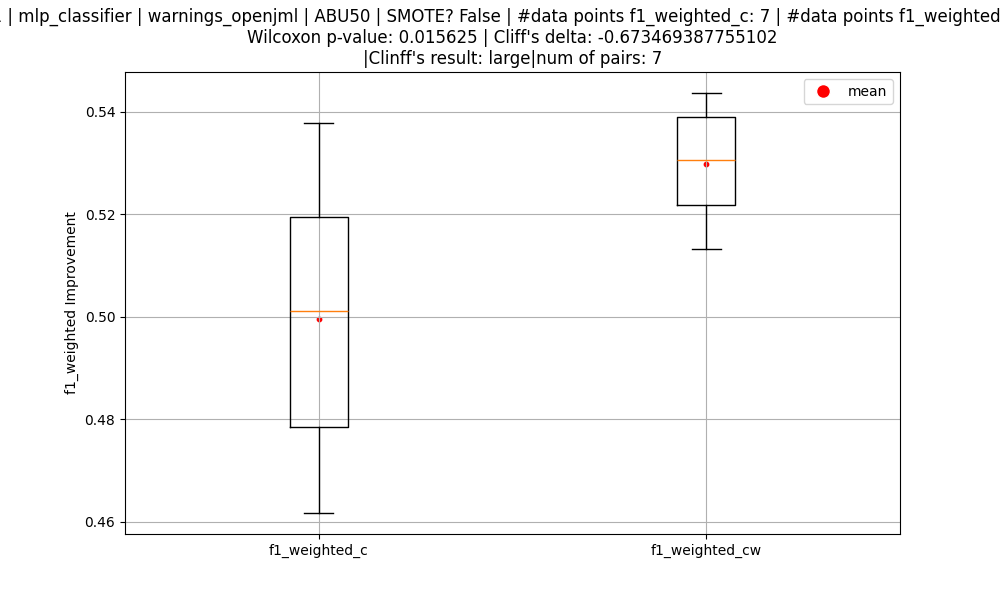 | mlp_classifier | warnings_openjml | ABU50 | SMOTE? False | #data points f1_weighted_c: 7 | #data points f1_weighted
Wilcoxon p-value: 0.015625 | Cliff's delta: -0.673469387755102
|Clinff's result: large|num of pairs: 7
mean
0.54
0.52
0.50
0.48
0.46
f1_weighted Improvement
f1_weighted_c
f1_weighted_cw